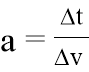 a = Δt / Δv